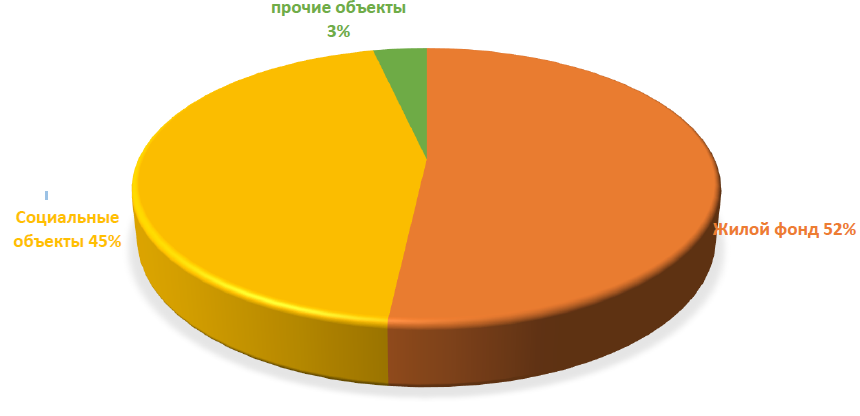 прочие объекты
3%
Социальные
объекты 45%
Жилой фонд 52%